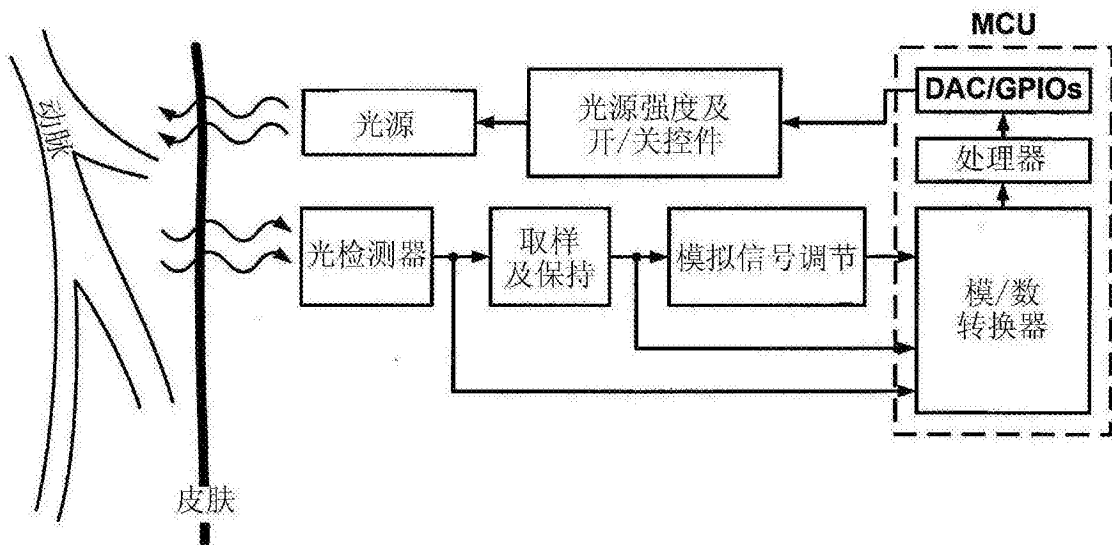 MCU
动脉
光源
光源强度及
开/关控件
DAC/GPIOs
处理器
光检测器
取样
及保持
模拟信号调节
模/数
转换器
皮肤